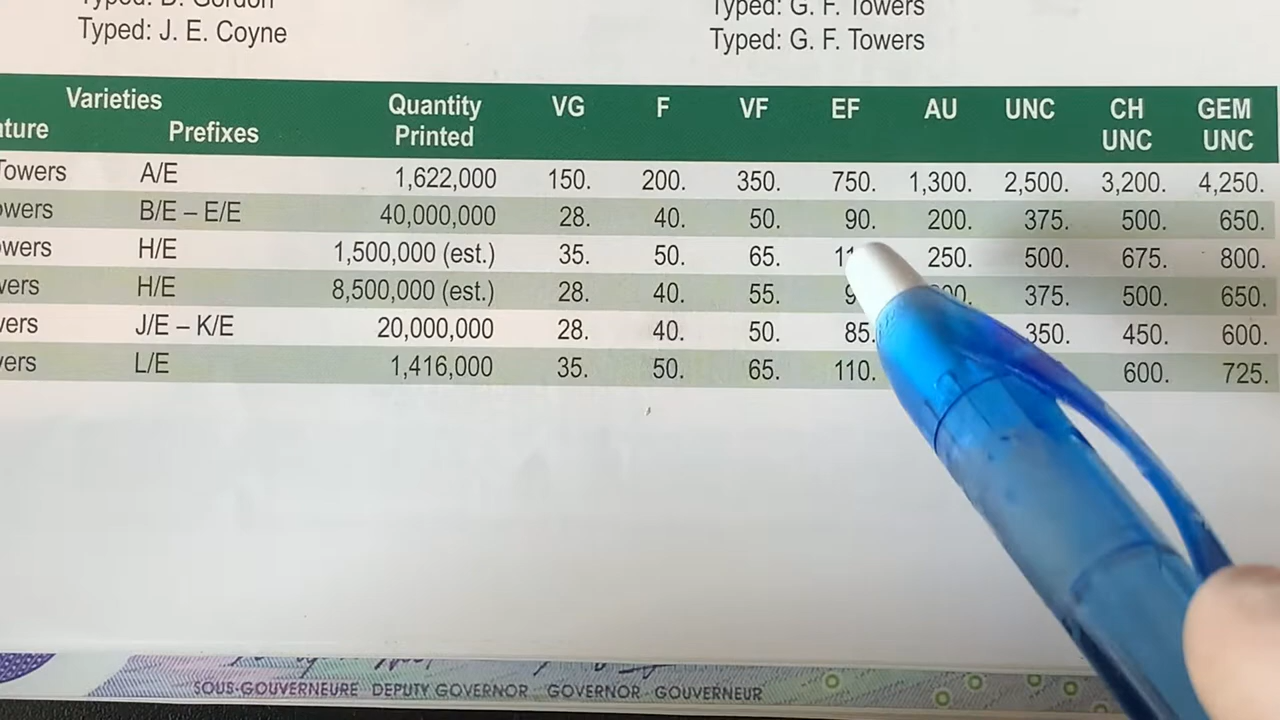 Typed: D. Gordon
Typed: J. E. Coyne
Typed: G. F. Towers
Typed: G. F. Towers
Varieties
Prefixes
Quantity Printed VG F VF EF AU UNC CH UNC GEM UNC
Towers A/E 1,622,000 150. 200. 350. 750. 1,300. 2,500. 3,200. 4,250.
B/E – E/E 40,000,000 28. 40. 50. 90. 200. 375. 500. 650.
H/E 1,500,000 (est.) 35. 50. 65. 250. 500. 675. 800.
H/E 8,500,000 (est.) 28. 40. 55. 375. 500. 650.
J/E – K/E 20,000,000 28. 40. 50. 85. 350. 450. 600.
L/E 1,416,000 35. 50. 65. 110. 600. 725.
SOUS-GOUVERNEURE DEPUTY GOVERNOR GOVERNOR - GOUVERNEUR